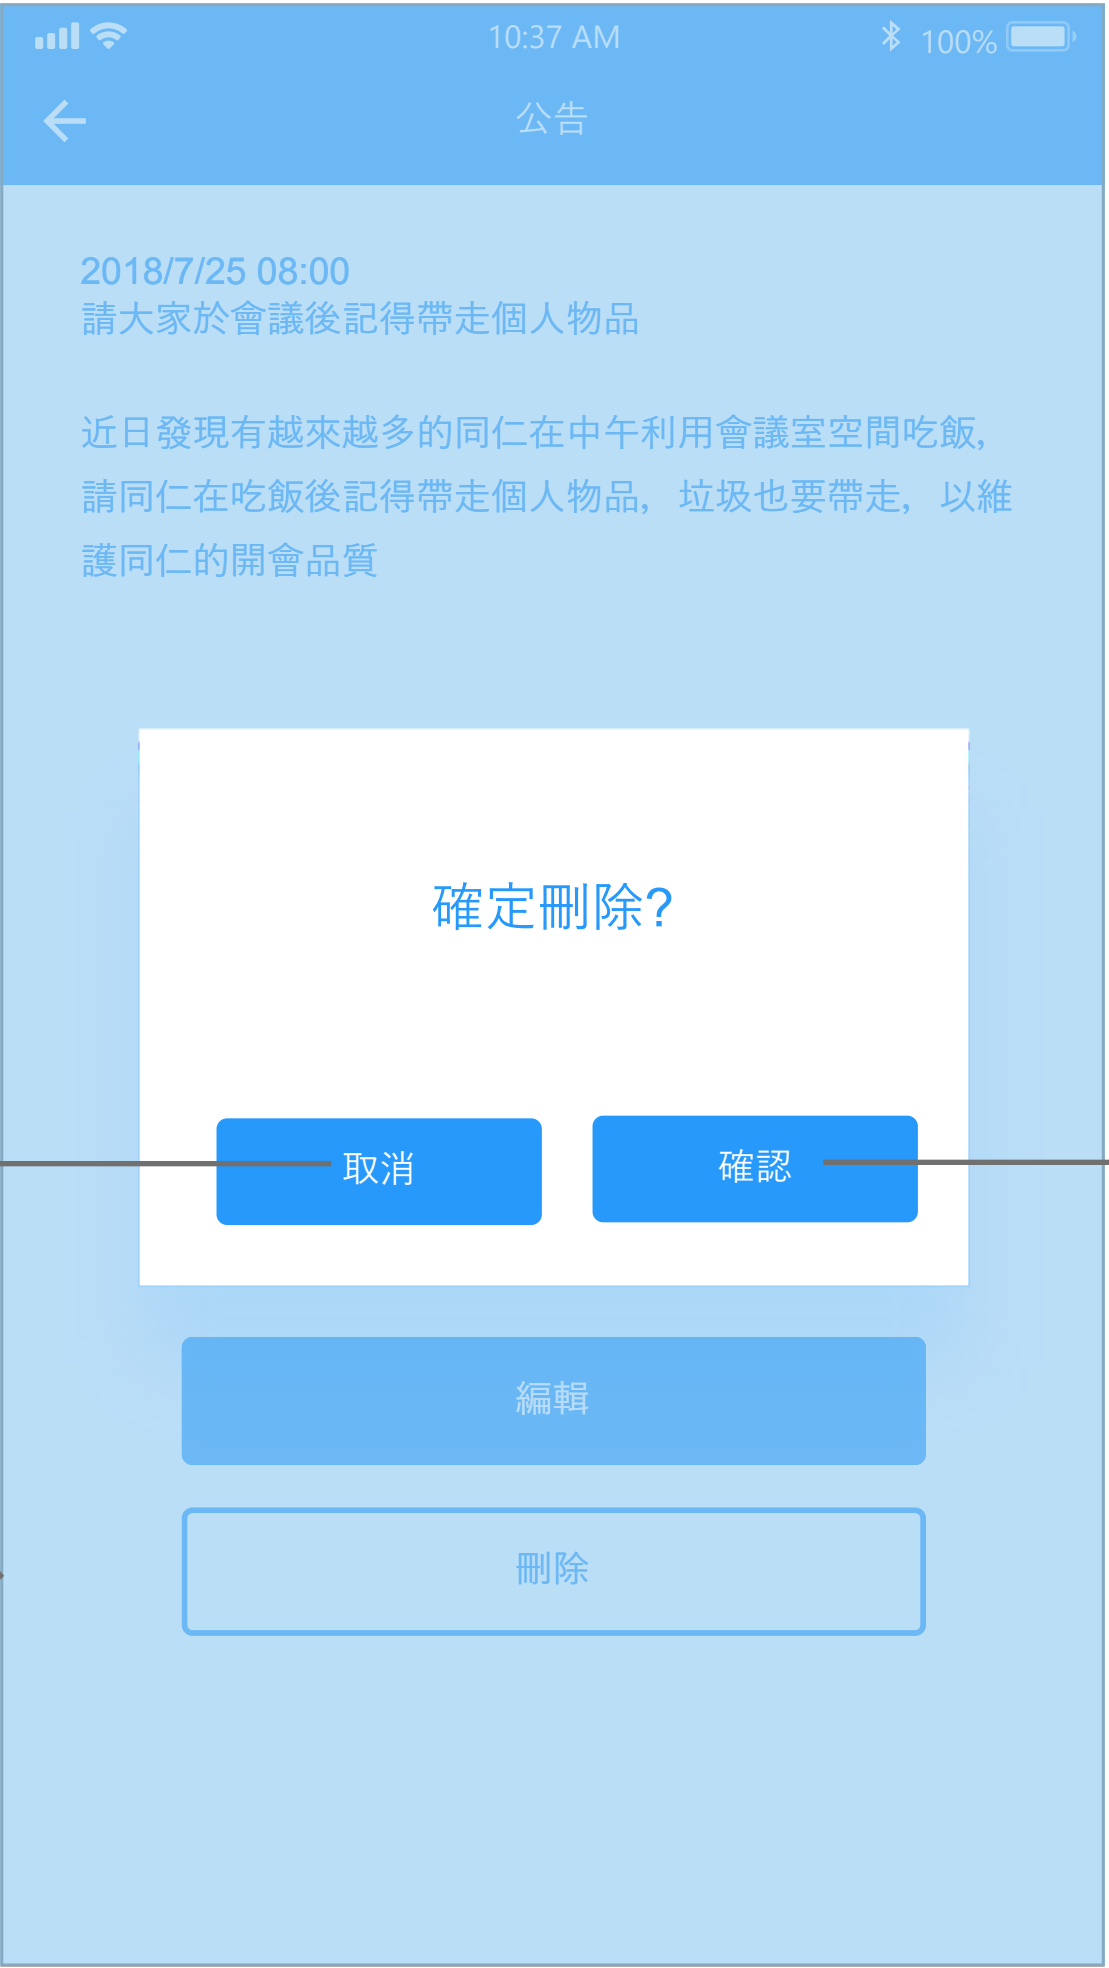 10:37 AM
100%
公告
2018/7/25 08:00
請大家於會議後記得帶走個人物品
近日發現有越來越多的同仁在中午利用會議室空間吃飯，
請同仁在吃飯後記得帶走個人物品，垃圾也要帶走，以維
護同仁的開會品質
確定刪除?
取消
確認
編輯
刪除